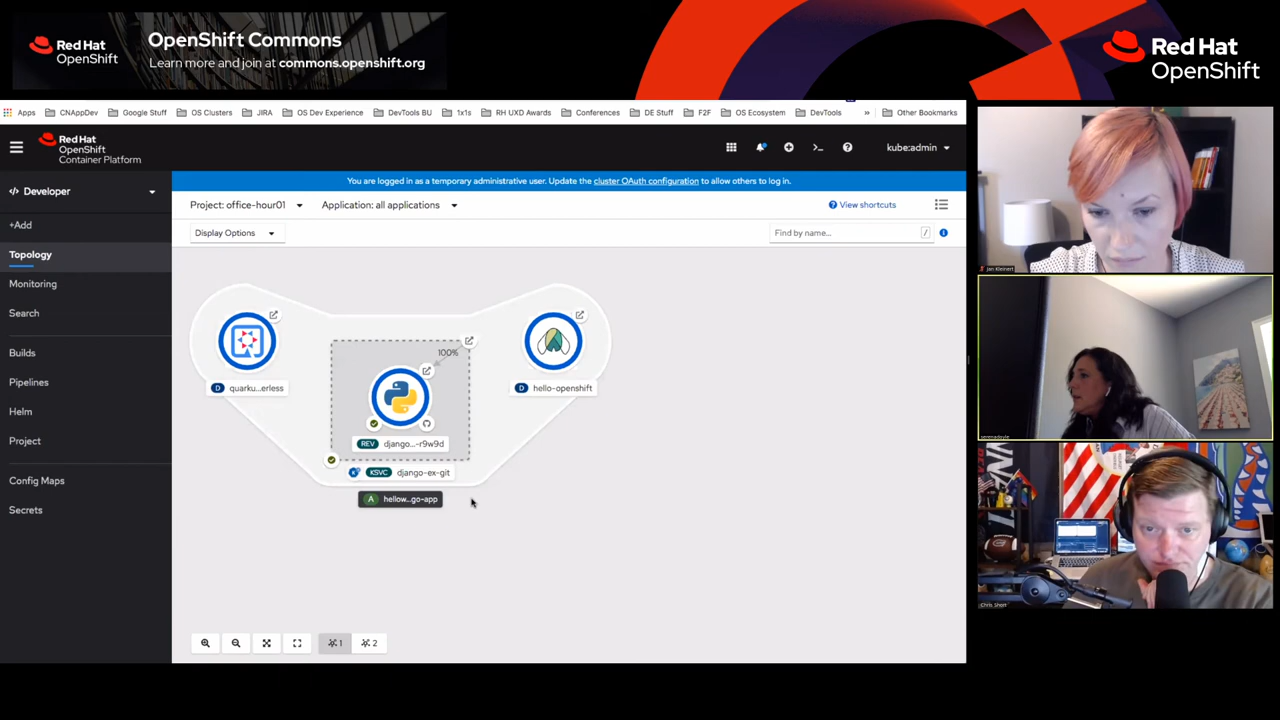 Red Hat
OpenShift
OpenShift Commons
Learn more and join at commons.openshift.org
Red Hat
OpenShift
Apps CNAppDev Google Stuff OS Clusters JIRA OS Dev Experience DevTools BU 1x1s RH UXD Awards Conferences DE Stuff F2F OS Ecosystem DevTools » Other Bookmarks
Red Hat
OpenShift
Container Platform
kube:admin
You are logged in as a temporary administrative user. Update the cluster OAuth configuration to allow others to log in.
Developer
Project: office-hour01 Application: all applications View shortcuts
+Add
Display Options Find by name... /
Topology
Monitoring
Search
Builds
Pipelines
Helm
Project
Config Maps
Secrets
100%
D quarku...erless
D hello-openshift
REV django...-r9w9d
KSVC django-ex-git
A hellow...go-app
1 2
Jan Kleinert
serenadoyle
Chris Short